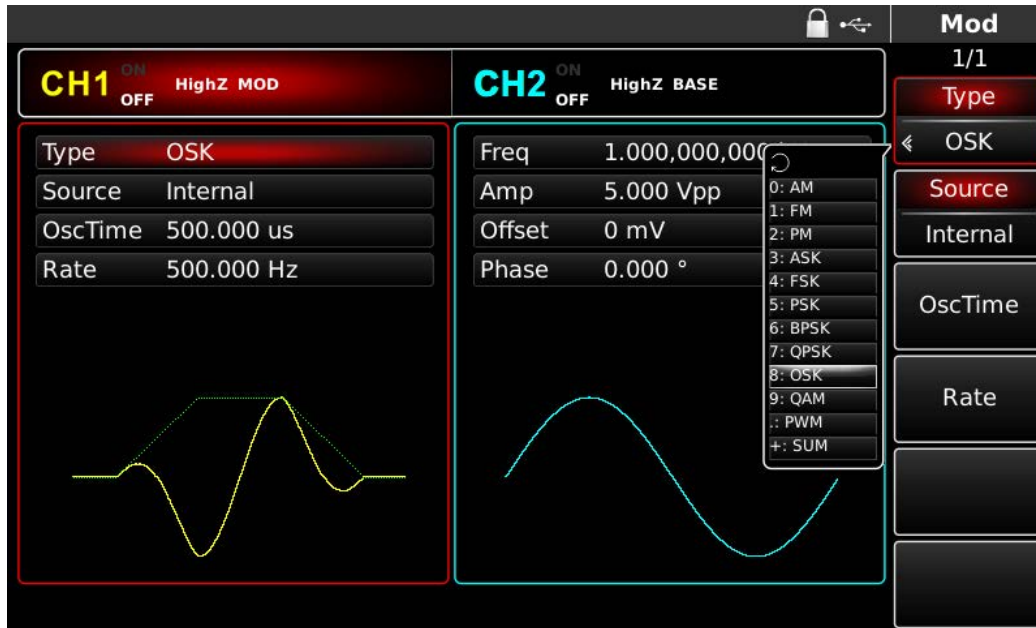 Mod
1/1
CH1 ON OFF HighZ MOD
CH2 ON OFF HighZ BASE
Type OSK
Source Internal
OscTime 500.000 us
Rate 500.000 Hz
Freq 1.000,000,000
Amp 5.000 Vpp
Offset 0 mV
Phase 0.000 °
0: AM
1: FM
2: PM
3: ASK
4: FSK
5: PSK
6: BPSK
7: QPSK
8: OSK
9: QAM
.: PWM
+: SUM
Type
OSK
Source
Internal
OscTime
Rate